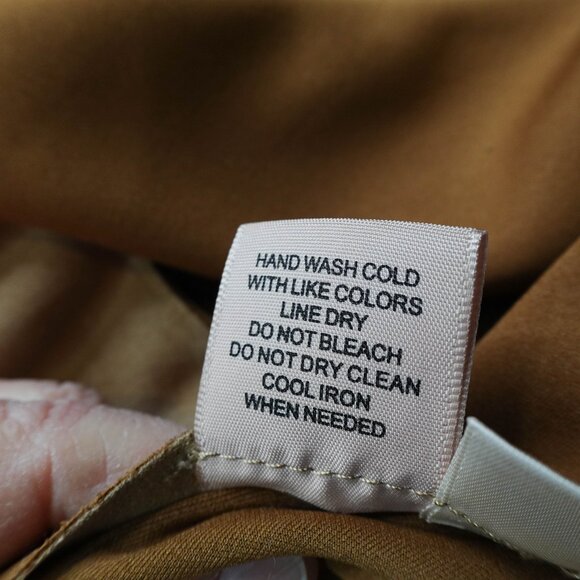 HAND WASH COLD
WITH LIKE COLORS
LINE DRY
DO NOT BLEACH
DO NOT DRY CLEAN
COOL IRON
WHEN NEEDED